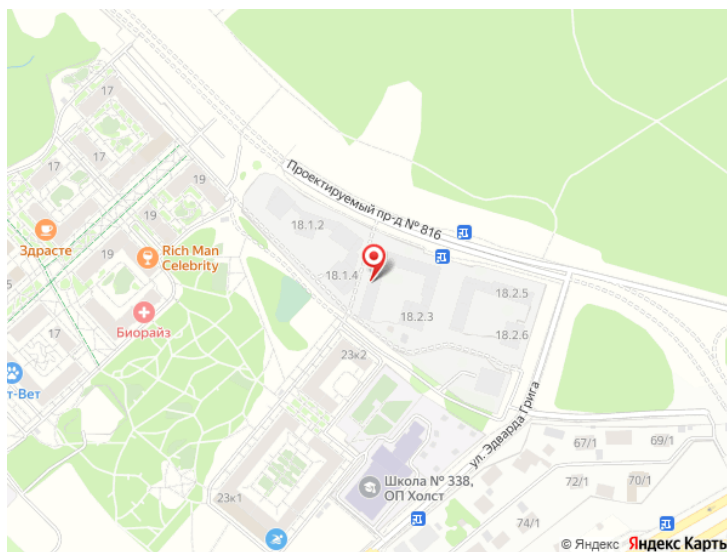 17
17
17
19
19
19
17
Здрасте
Rich Man
Celebrity
Биорайз
т-Вет
Проектируемый пр-д № 816
18.1.2
18.1.4
18.2.3
18.2.5
18.2.6
23к2
23к1
ул. Эдварда Грига
Школа № 338,
ОП Холст
67/1
69/1
72/1
70/1
74/1
© Яндекс Яндекс Карты